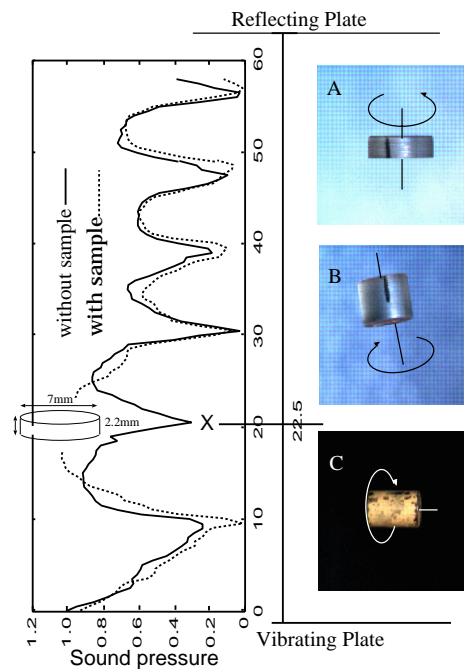 Reflecting Plate
60
50
40
30
20
10
0
without sample
with sample
7mm
2.2mm
X
22.5
A
B
C
1.2
1.0
0.8
0.6
0.4
0.2
0
Sound pressure
Vibrating Plate